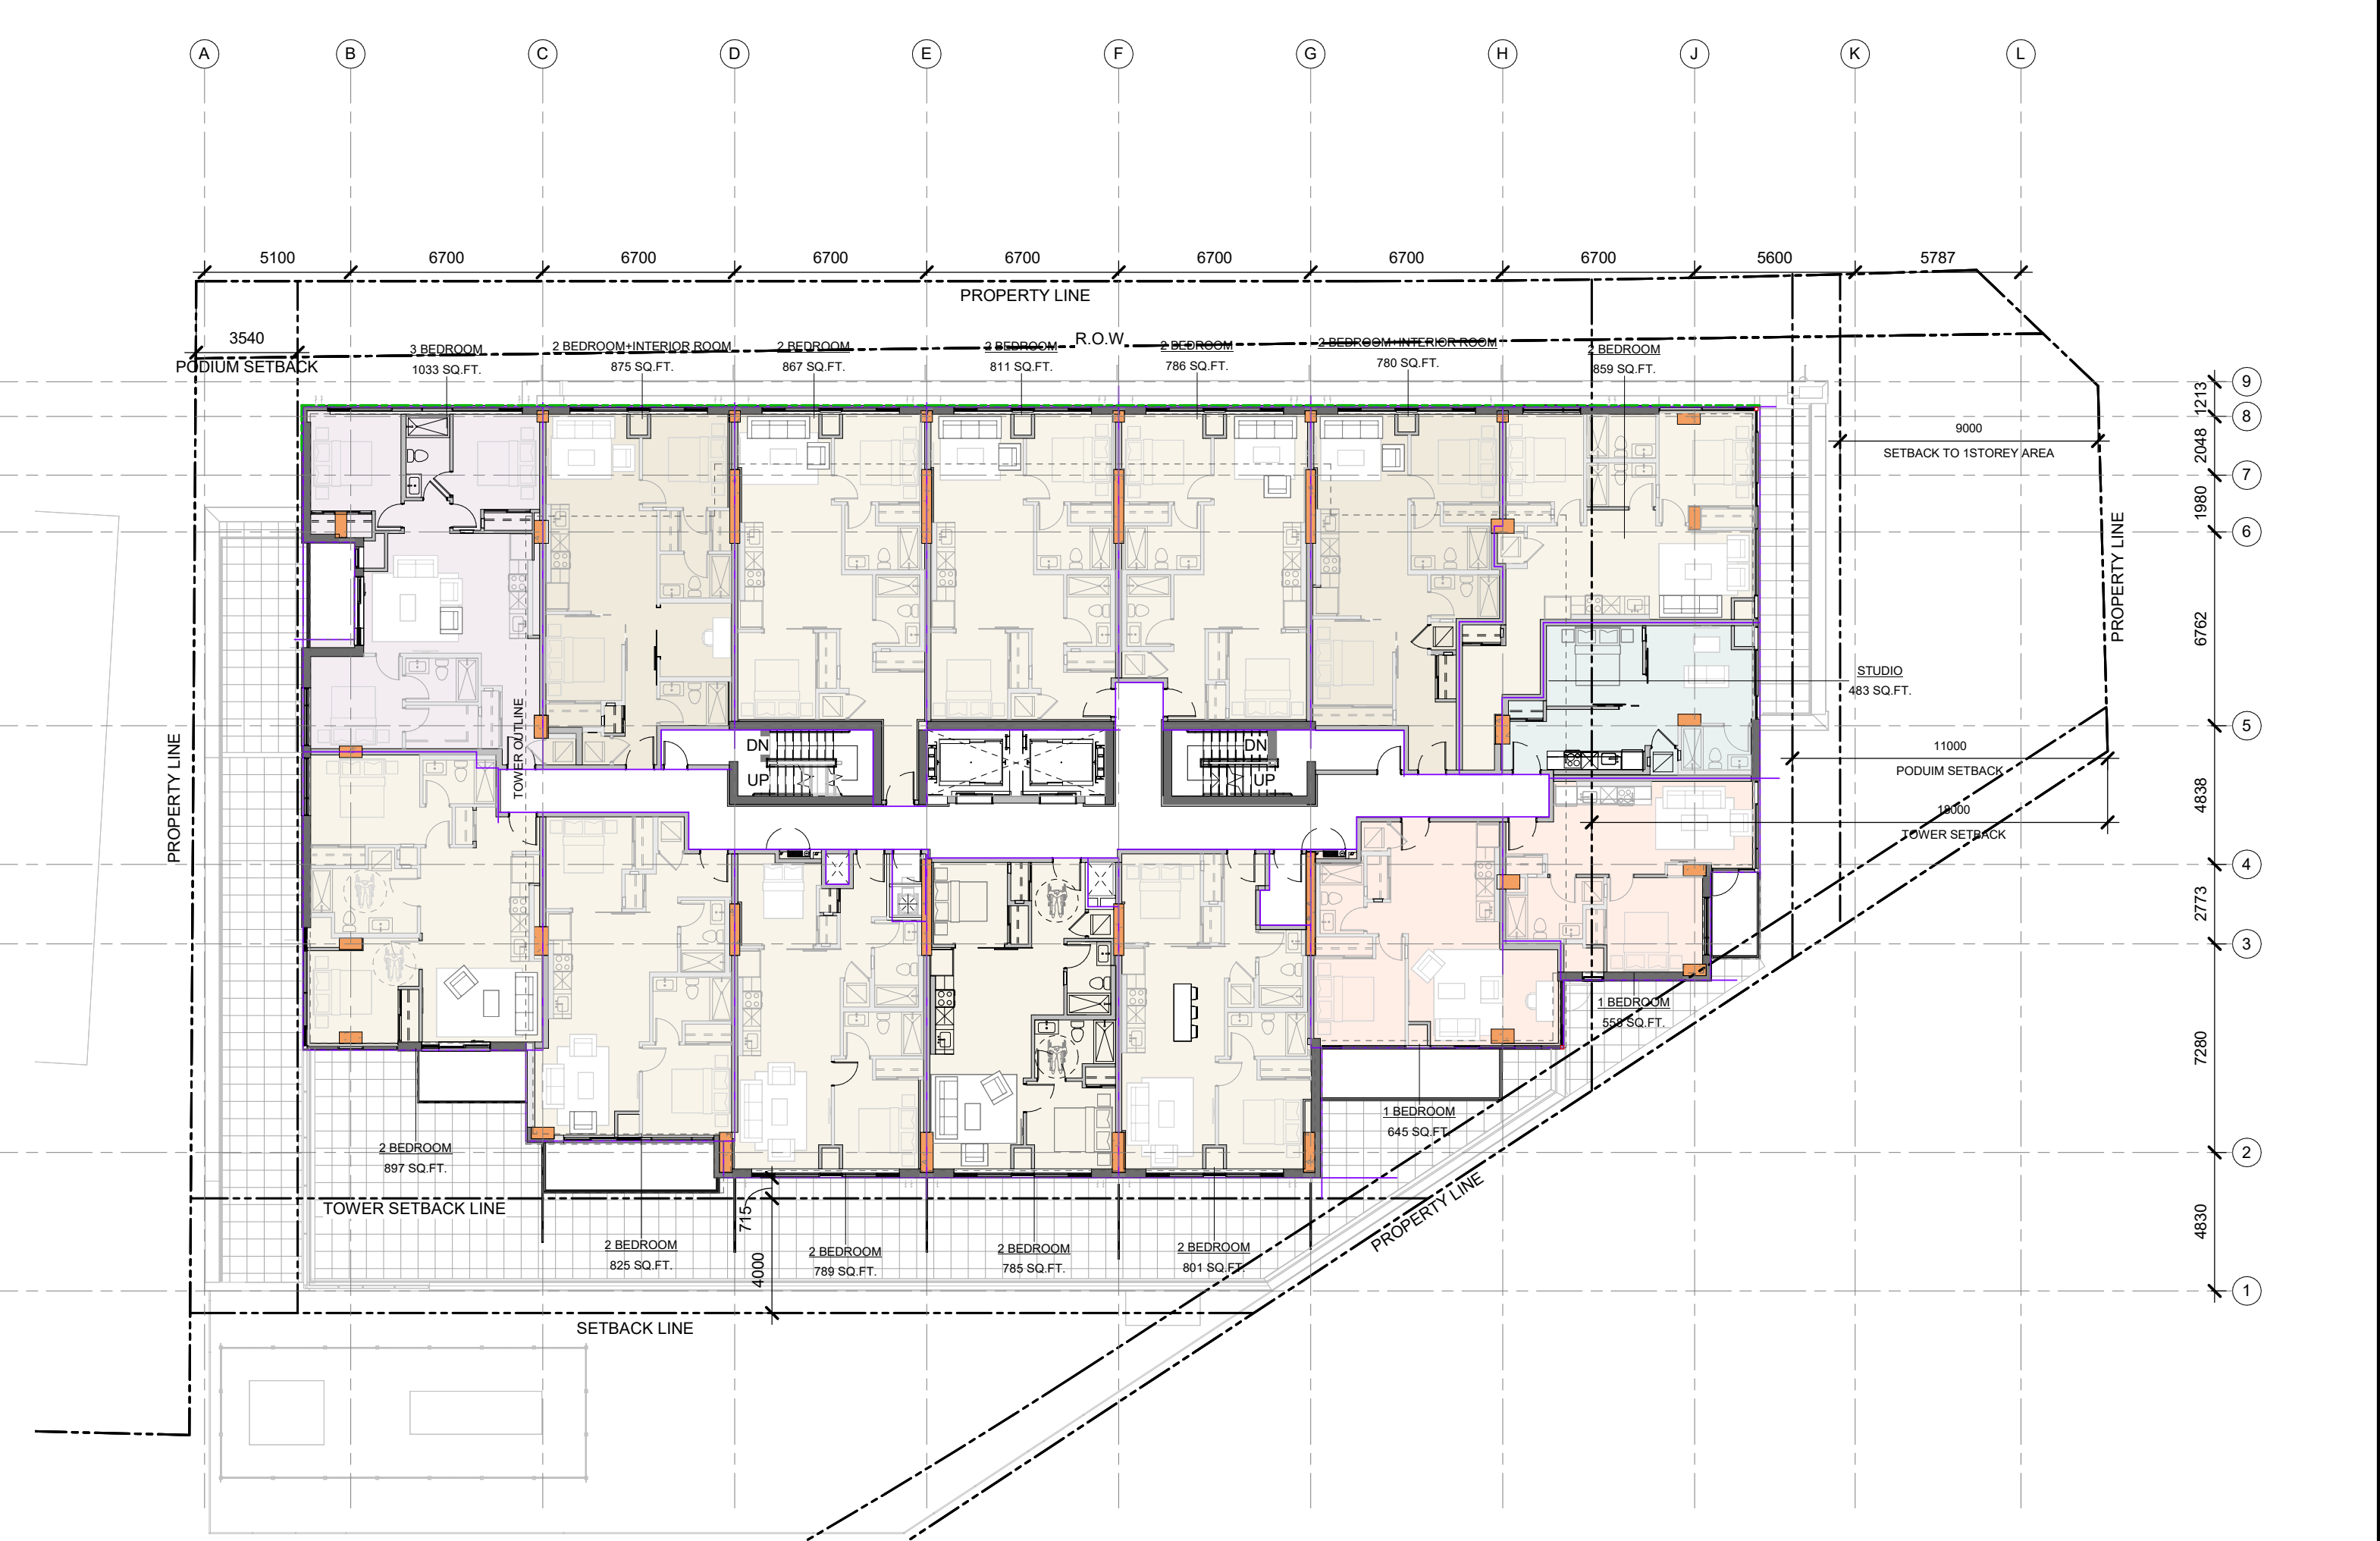 A B C D E F G H J K L
5100 6700 6700 6700 6700 6700 6700 6700 5600 5787
PROPERTY LINE
3540
R.O.W
PODIUM SETBACK
3 BEDROOM
1033 SQ.FT.
2 BEDROOM+INTERIOR ROOM
875 SQ.FT.
2 BEDROOM
867 SQ.FT.
2 BEDROOM
811 SQ.FT.
2 BEDROOM
786 SQ.FT.
2 BEDROOM+INTERIOR ROOM
780 SQ.FT.
2 BEDROOM
859 SQ.FT.
9
1213
8
9000
2048
SETBACK TO 1STOREY AREA
7
1980
6
PROPERTY LINE
6762
STUDIO
483 SQ.FT.
TOWER OUTLINE
5
DN
UP
DN
UP
11000
PODUIM SETBACK
PROPERTY LINE
4838
18000
TOWER SETBACK
4
2773
3
1 BEDROOM
558 SQ.FT.
7280
1 BEDROOM
645 SQ.FT.
2 BEDROOM
897 SQ.FT.
2
TOWER SETBACK LINE
715
PROPERTY LINE
4830
2 BEDROOM
825 SQ.FT.
2 BEDROOM
789 SQ.FT.
2 BEDROOM
785 SQ.FT.
2 BEDROOM
801 SQ.FT.
4000
1
SETBACK LINE